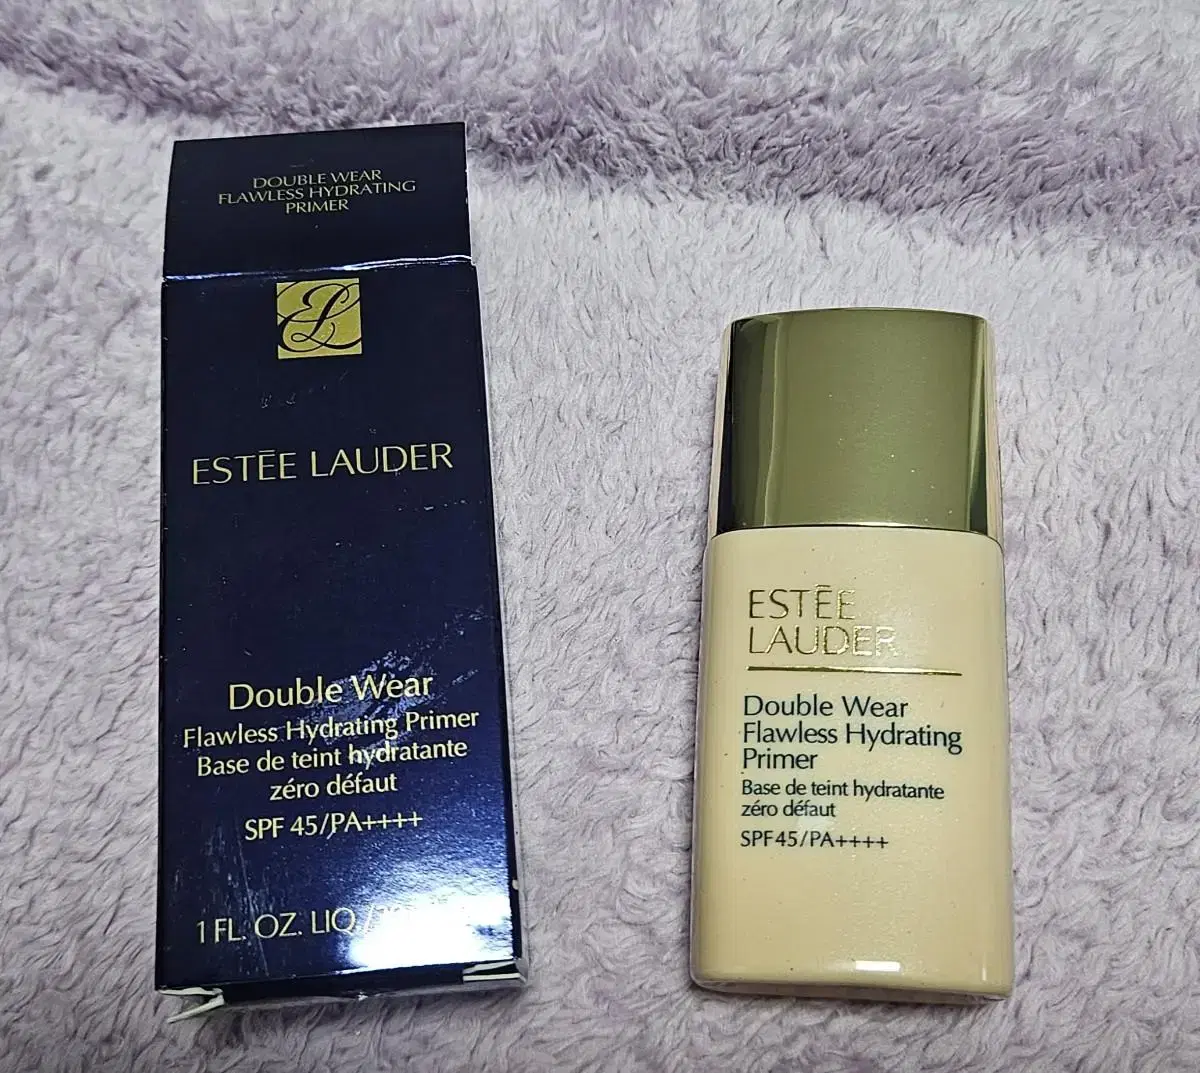 DOUBLE WEAR
FLAWLESS HYDRATING
PRIMER
ESTĒE LAUDER
Double Wear
Flawless Hydrating Primer
Base de teint hydratante
zéro défaut
SPF 45/PA++++
1 FL. OZ. LIQ./
ESTĒE
LAUDER
Double Wear
Flawless Hydrating
Primer
Base de teint hydratante
zéro défaut
SPF45/PA++++